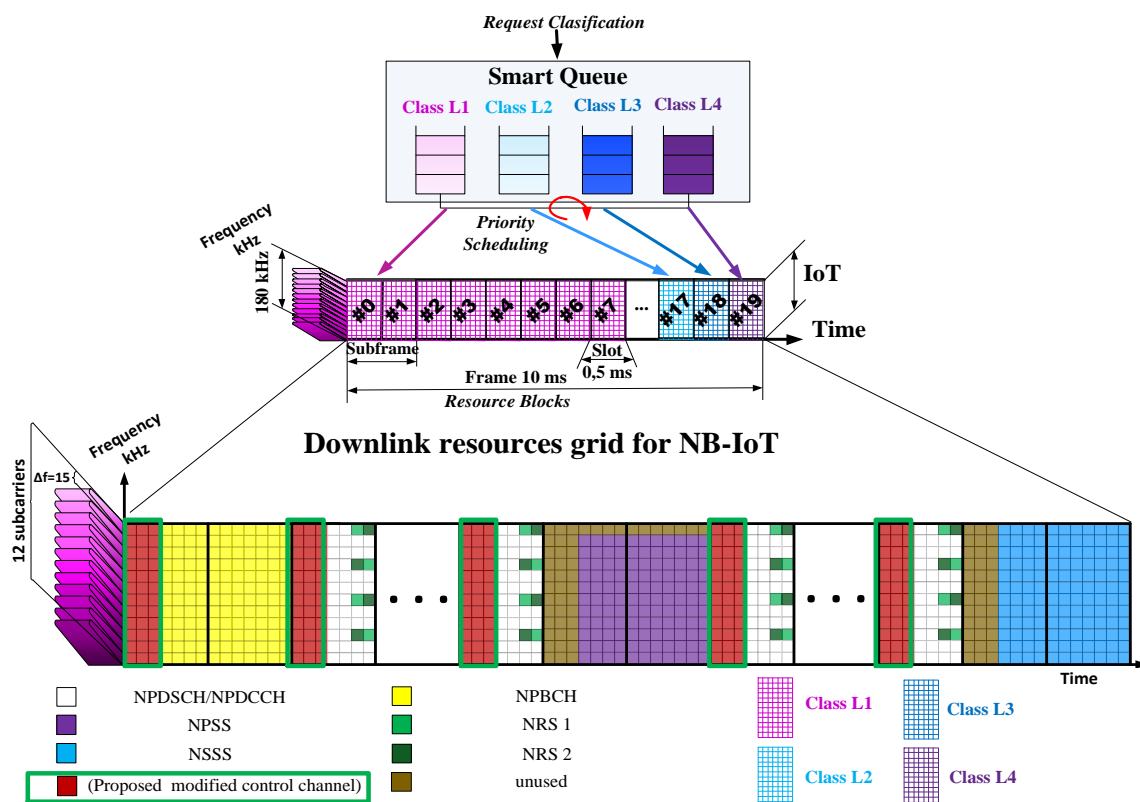 Request Clasification
Smart Queue
Class L1 Class L2 Class L3 Class L4
Priority
Scheduling
Frequency
kHz
180 kHz
IoT
#0 #1 #2 #3 #4 #5 #6 #7 ... #17 #18 #19
Time
Subframe
Slot
0,5 ms
Frame 10 ms
Resource Blocks
Downlink resources grid for NB-IoT
Frequency
kHz
Δf=15
12 subcarriers
Time
NPDSCH/NPDCCH
NPSS
NSSS
(Proposed modified control channel)
NPBCH
NRS 1
NRS 2
unused
Class L1
Class L2
Class L3
Class L4